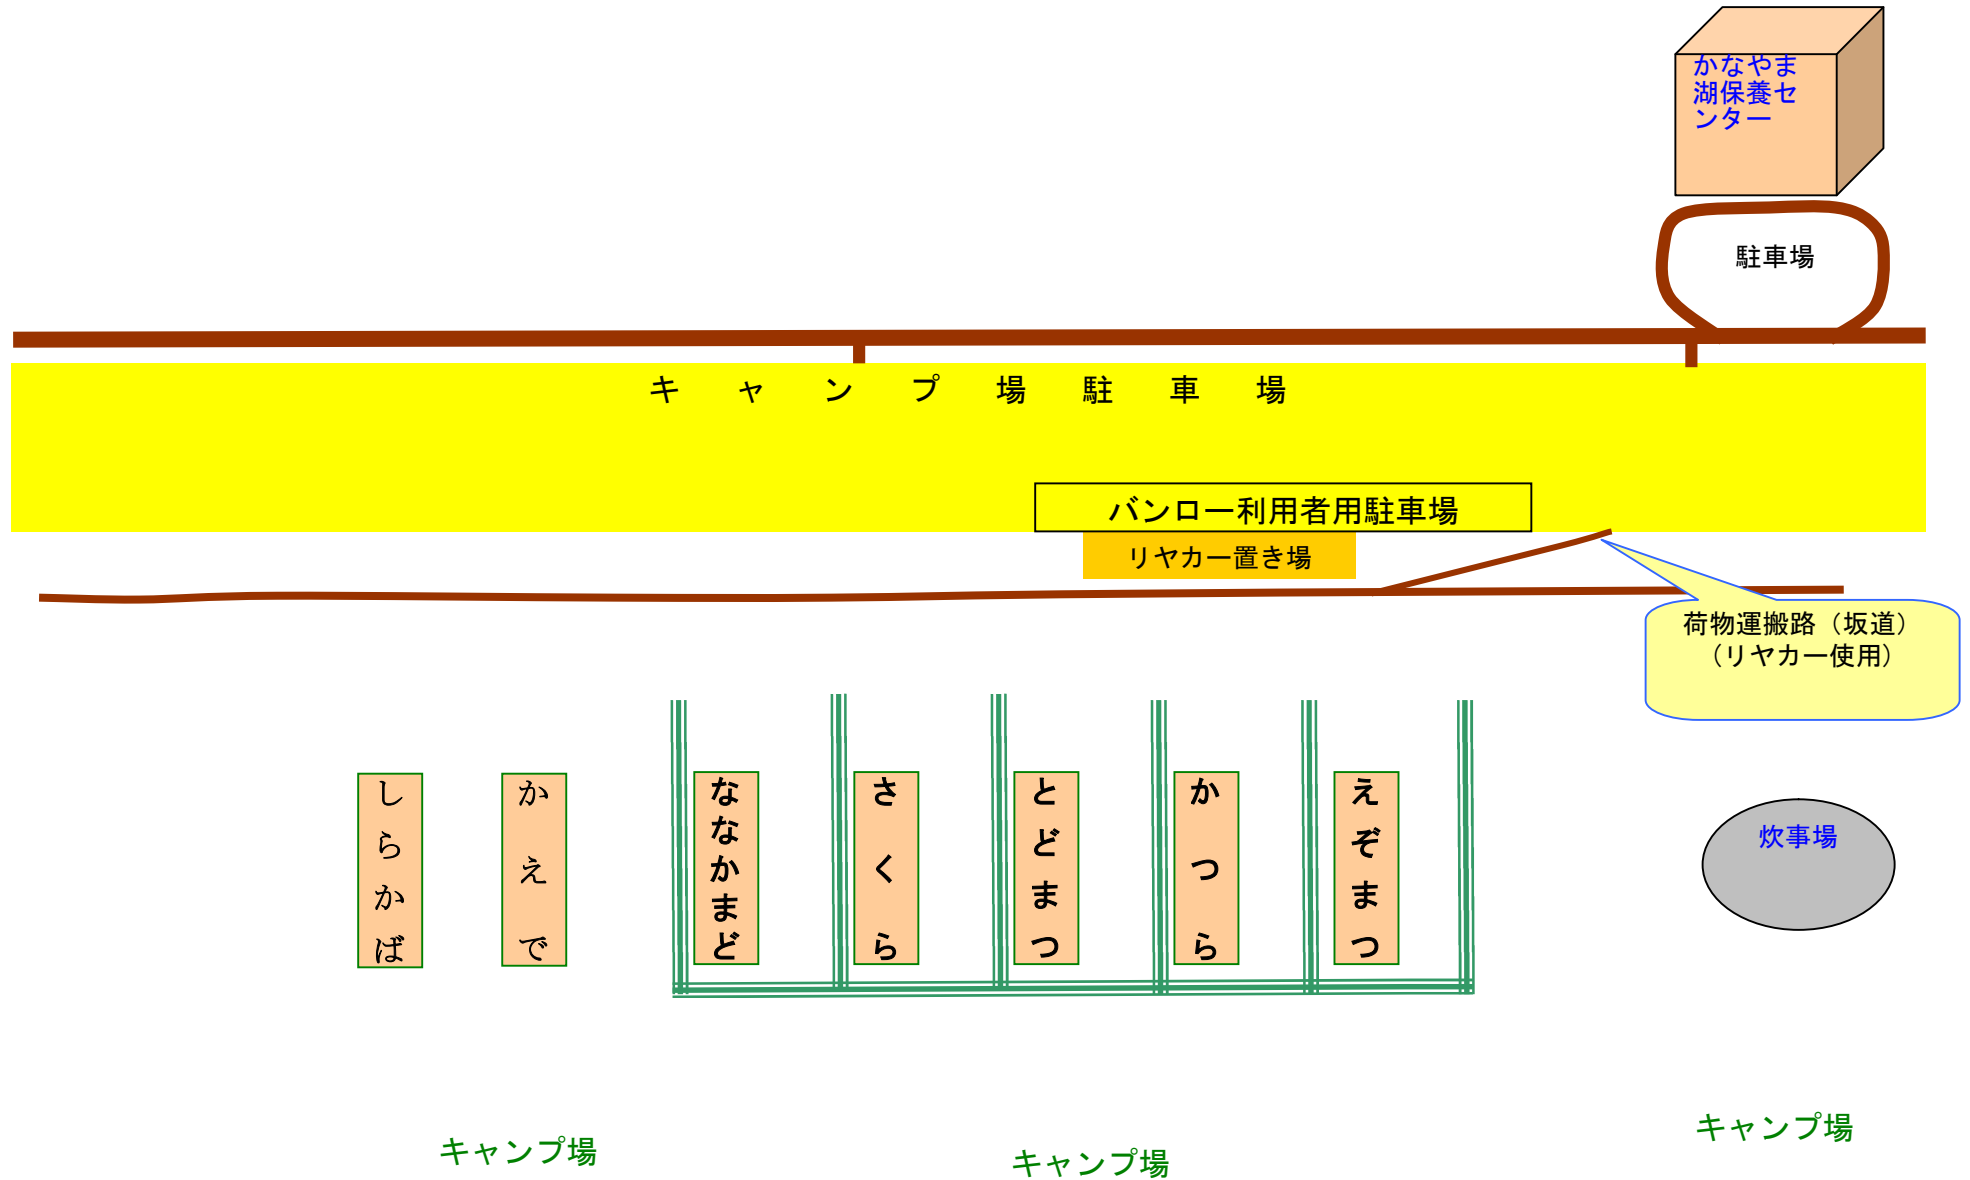 かなやま
湖保養セ
ンター
駐車場
キャンプ場駐車場
バンロー利用者用駐車場
リヤカー置き場
荷物運搬路（坂道）
（リヤカー使用）
しらかば
かえで
ななかまど
さくら
とどまつ
かつら
えぞまつ
炊事場
キャンプ場
キャンプ場
キャンプ場